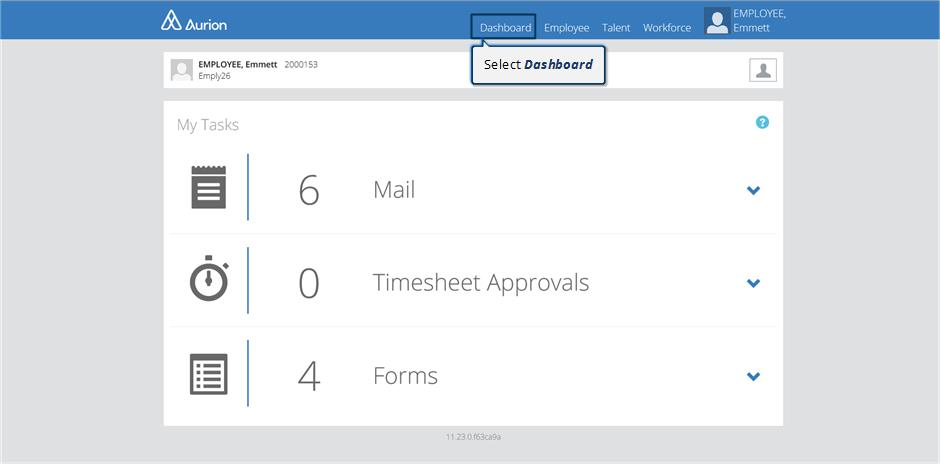 Aurion
Dashboard Employee Talent Workforce EMPLOYEE, Emmett
Select Dashboard
EMPLOYEE, Emmett 2000153
Emply26
My Tasks ?
6 Mail
0 Timesheet Approvals
4 Forms
11.23.0.f63ca9a